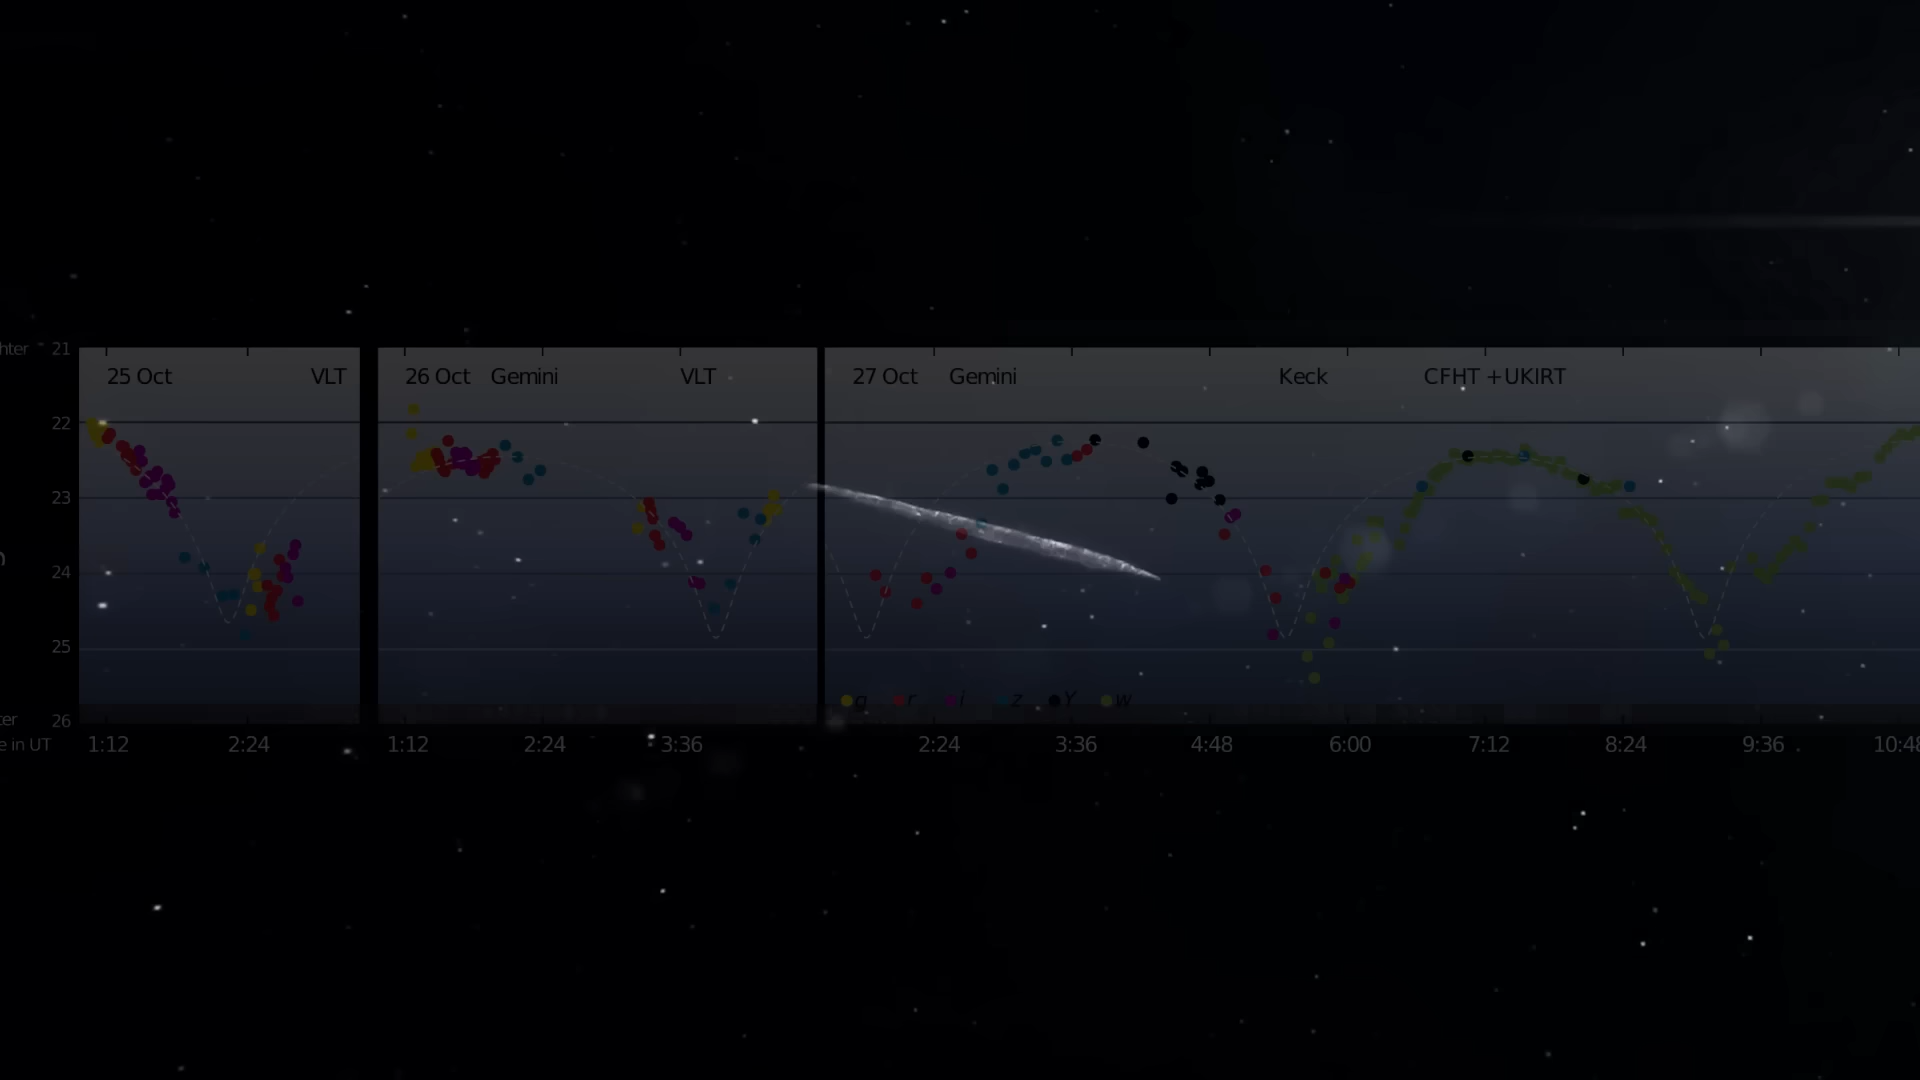 hter 21
25 Oct VLT 26 Oct Gemini VLT 27 Oct Gemini Keck CFHT +UKIRT
22
23
n
24
25
g r i z Y w
ter 26
e in UT 1:12 2:24 1:12 2:24 3:36 2:24 3:36 4:48 6:00 7:12 8:24 9:36 10:48